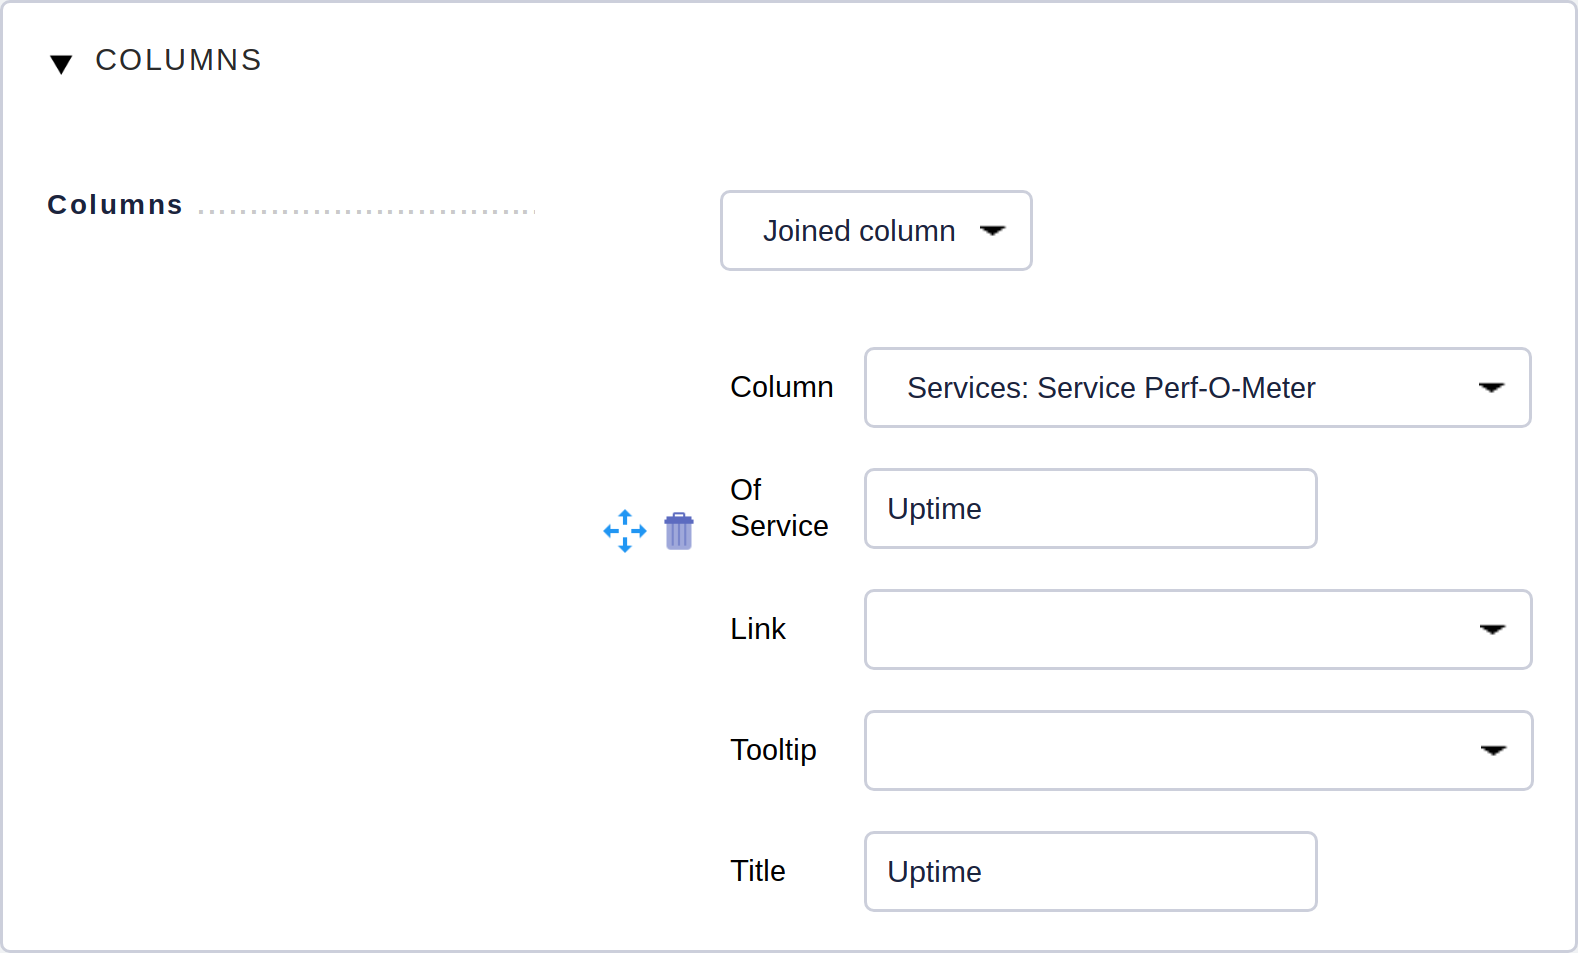 COLUMNS
Columns
Joined column
Column
Services: Service Perf-O-Meter
Of
Service
Uptime
Link
Tooltip
Title
Uptime